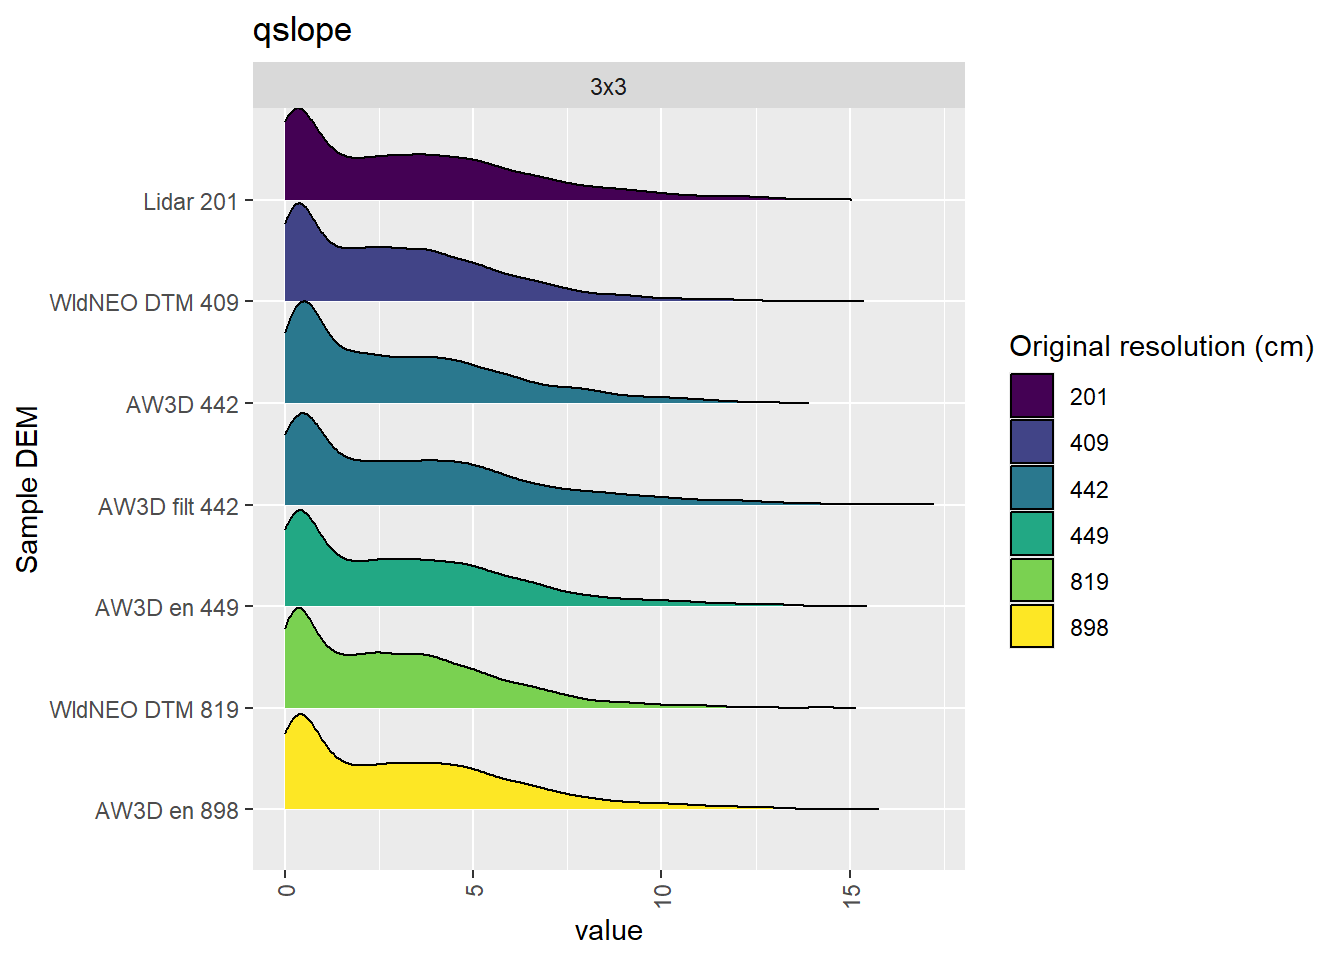 qslope
3x3
Sample DEM
Lidar 201
WldNEO DTM 409
AW3D 442
AW3D filt 442
AW3D en 449
WldNEO DTM 819
AW3D en 898
0
5
10
15
value
Original resolution (cm)
201
409
442
449
819
898